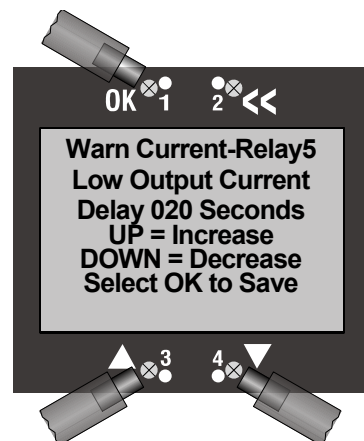 OK 1 2 <<
Warn Current-Relay5
Low Output Current
Delay 020 Seconds
UP = Increase
DOWN = Decrease
Select OK to Save
3 4